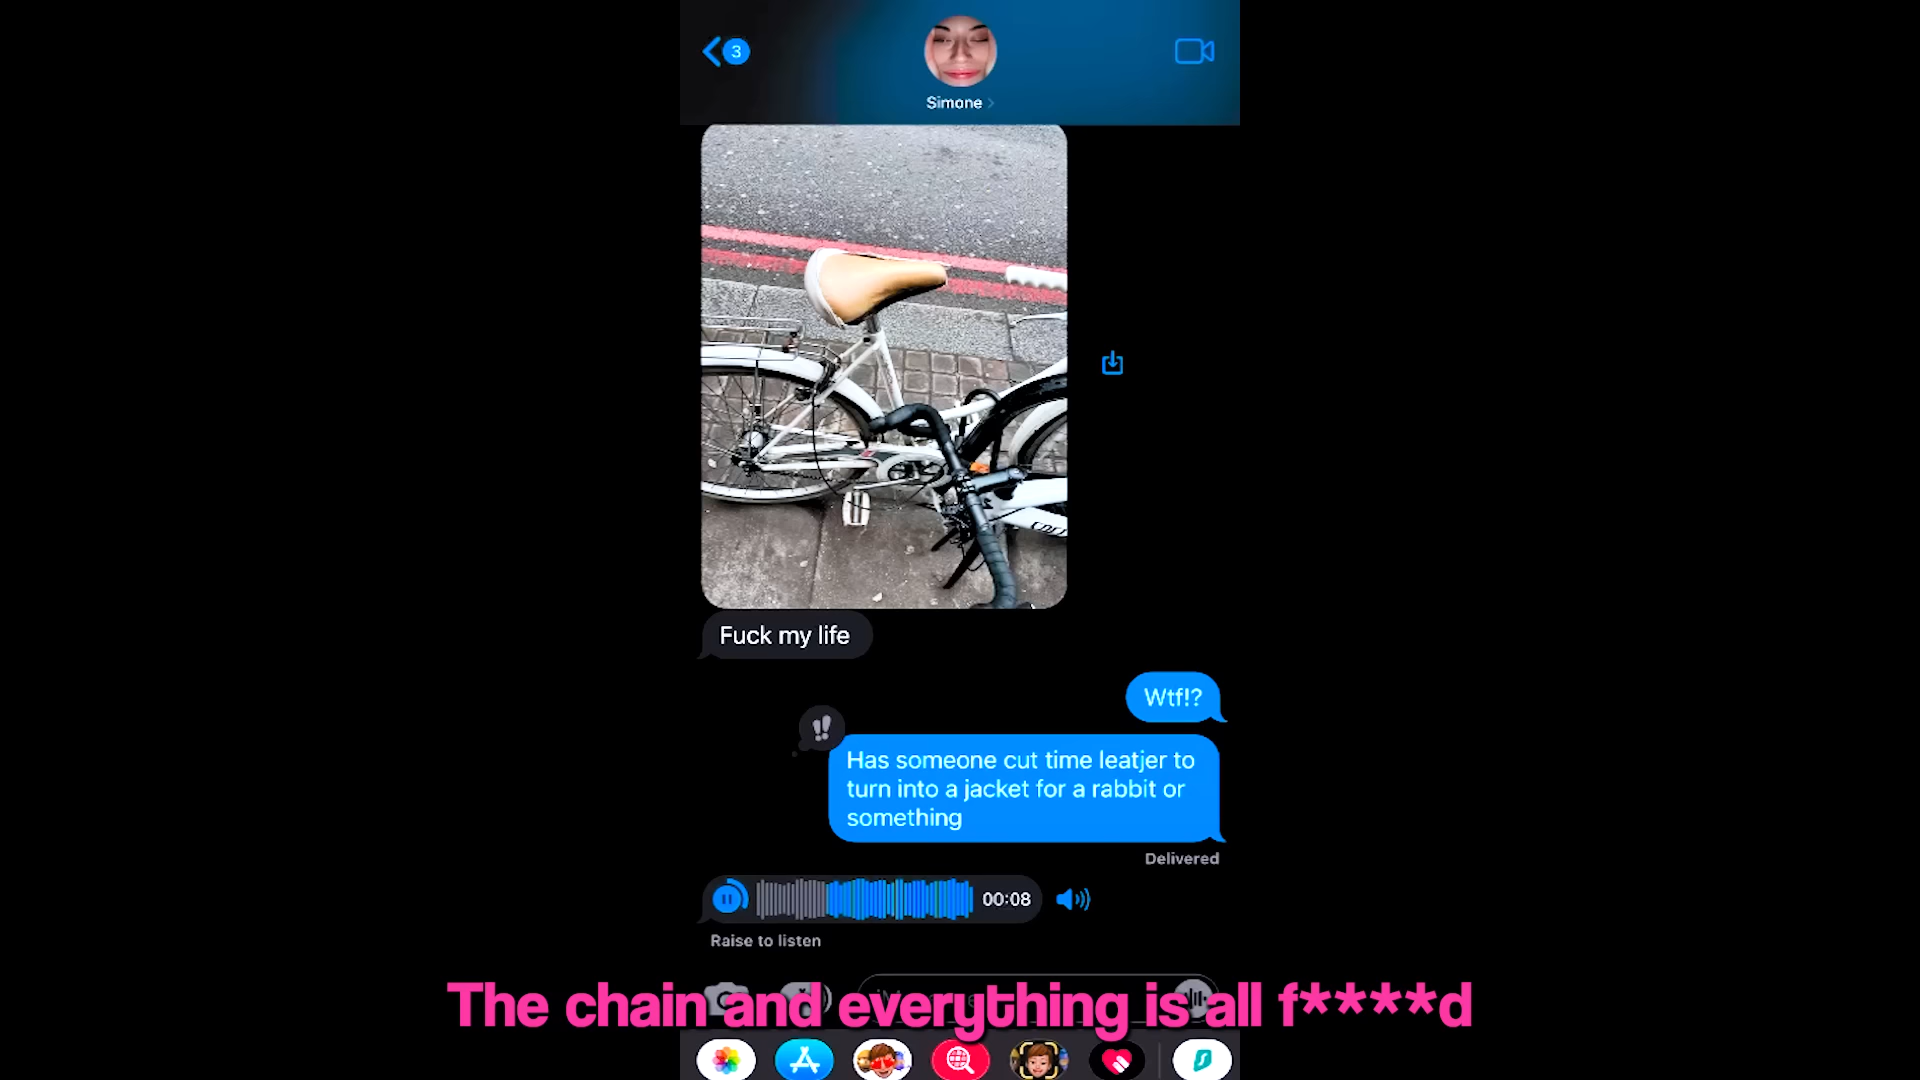 3
Simone
Fuck my life
Wtf!?
Has someone cut time leatjer to
turn into a jacket for a rabbit or
something
Delivered
00:08
Raise to listen
The chain and everything is all f****d